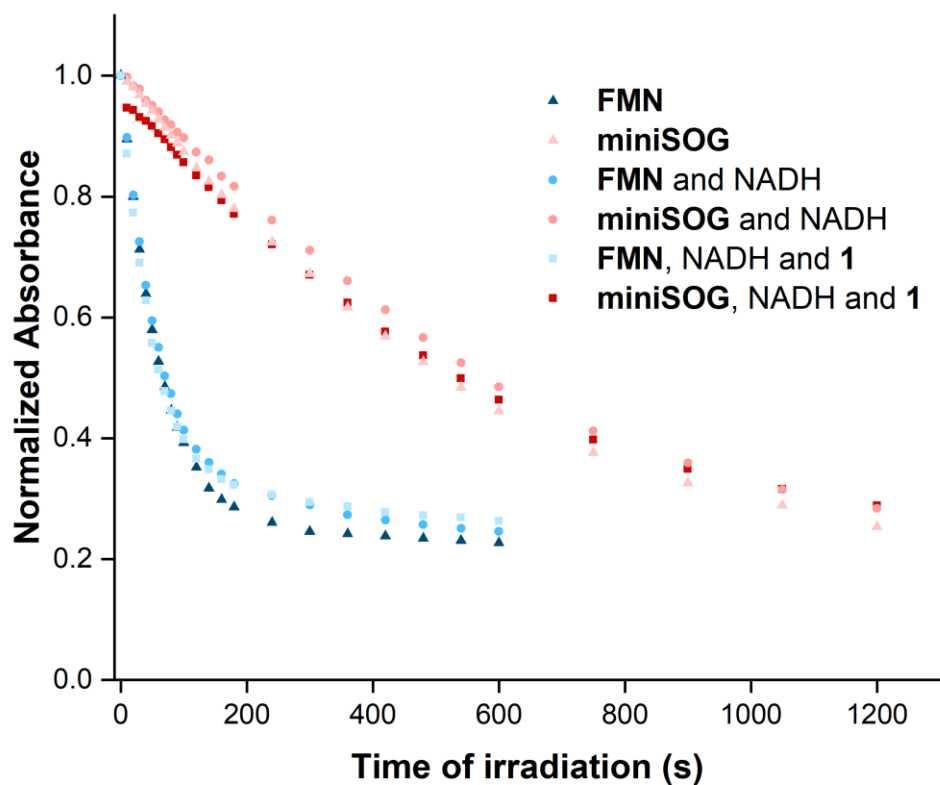 Normalized Absorbance
1.0
0.8
0.6
0.4
0.2
0.0
FMN
miniSOG
FMN and NADH
miniSOG and NADH
FMN, NADH and 1
miniSOG, NADH and 1
0 200 400 600 800 1000 1200
Time of irradiation (s)